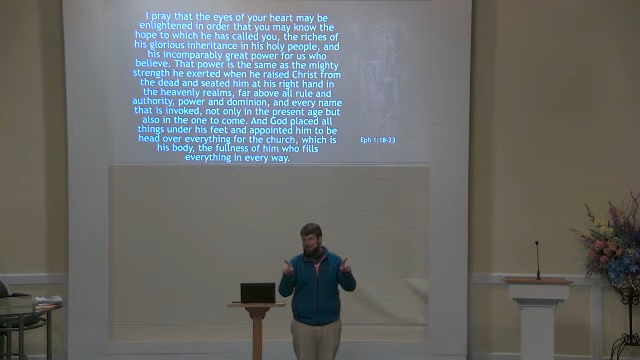 I pray that the eyes of your heart may be
enlightened in order that you may know the
hope to which he has called you, the riches of
his glorious inheritance in his holy people, and
his incomparably great power for us who
believe. That power is the same as the mighty
strength he exerted when he raised Christ from
the dead and seated him at his right hand in
the heavenly realms, far above all rule and
authority, power and dominion, and every name
that is invoked, not only in the present age but
also in the one to come. And God placed all
things under his feet and appointed him to be
head over everything for the church, which is
his body, the fullness of him who fills
everything in every way.
Eph 1:18-23